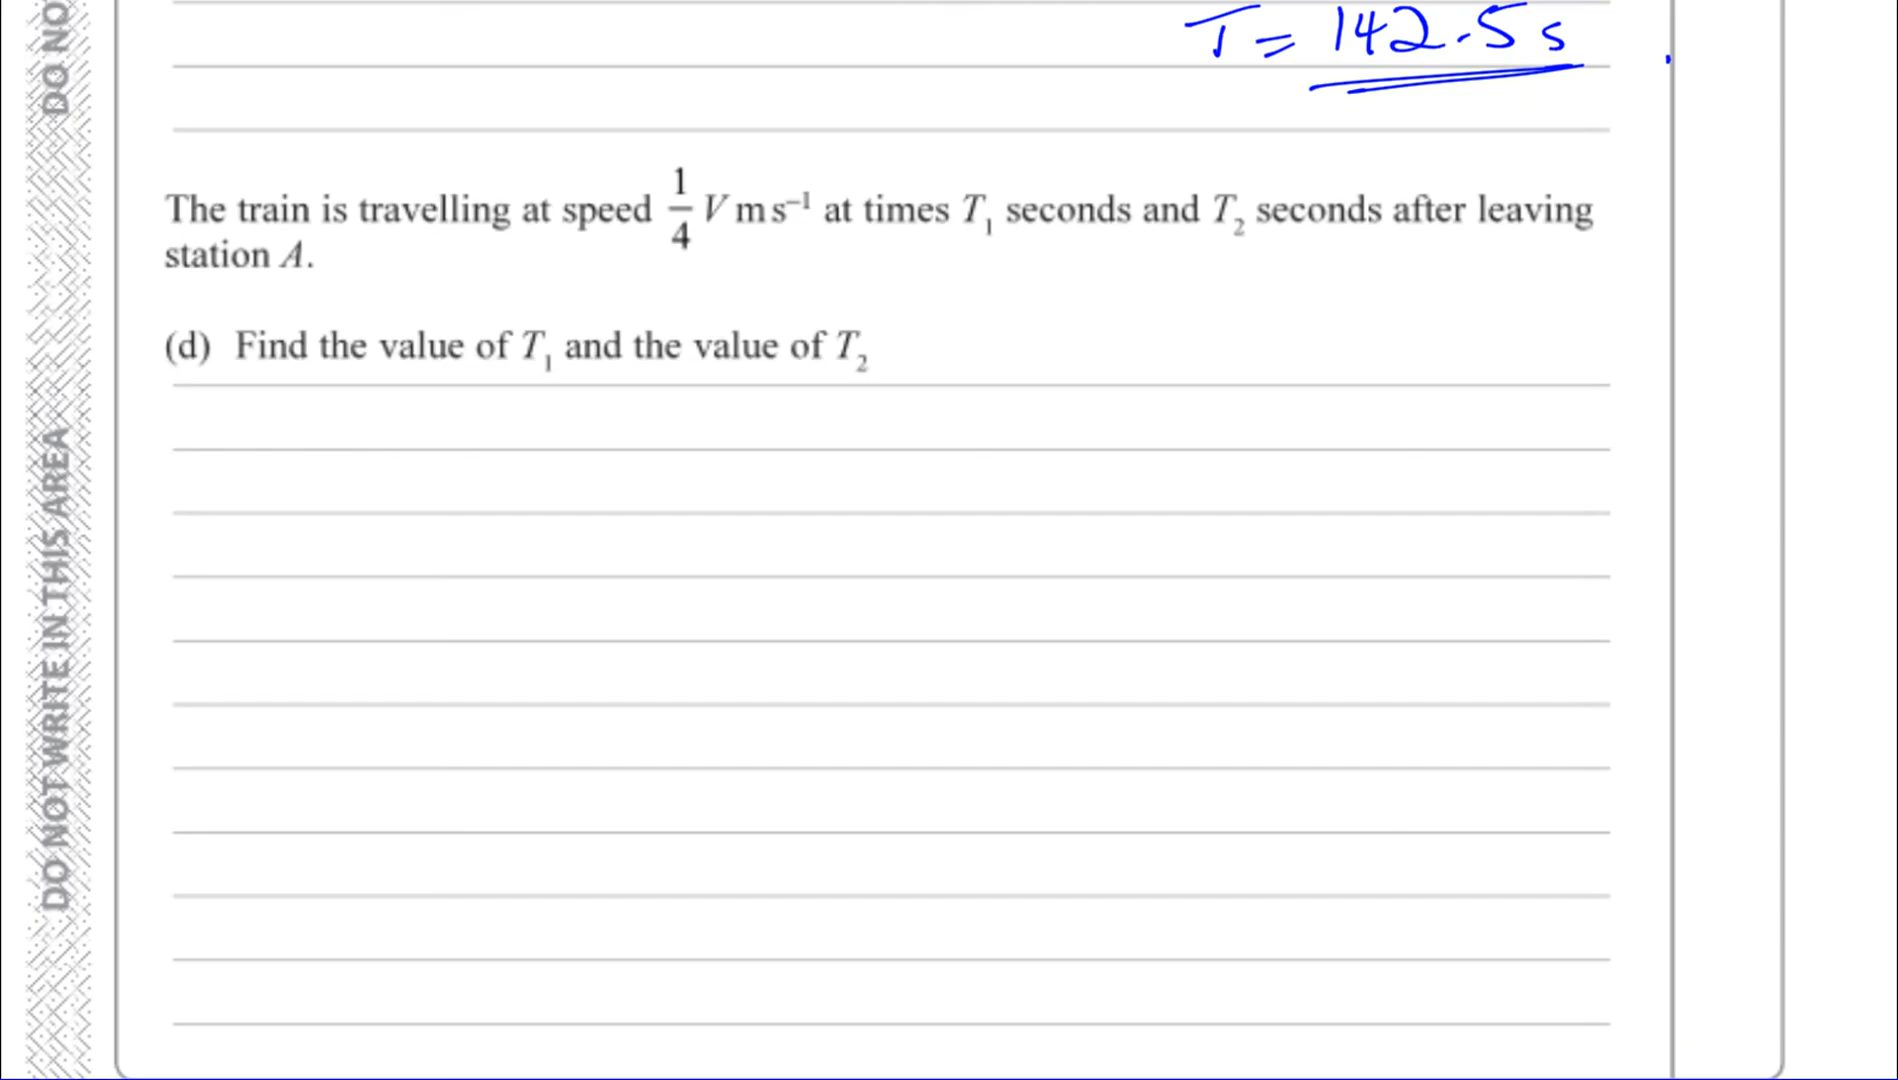 DO NO
T = 142.5 s
The train is travelling at speed 1/4 V m s⁻¹ at times T₁ seconds and T₂ seconds after leaving
station A.
(d) Find the value of T₁ and the value of T₂
DO NOT WRITE IN THIS AREA